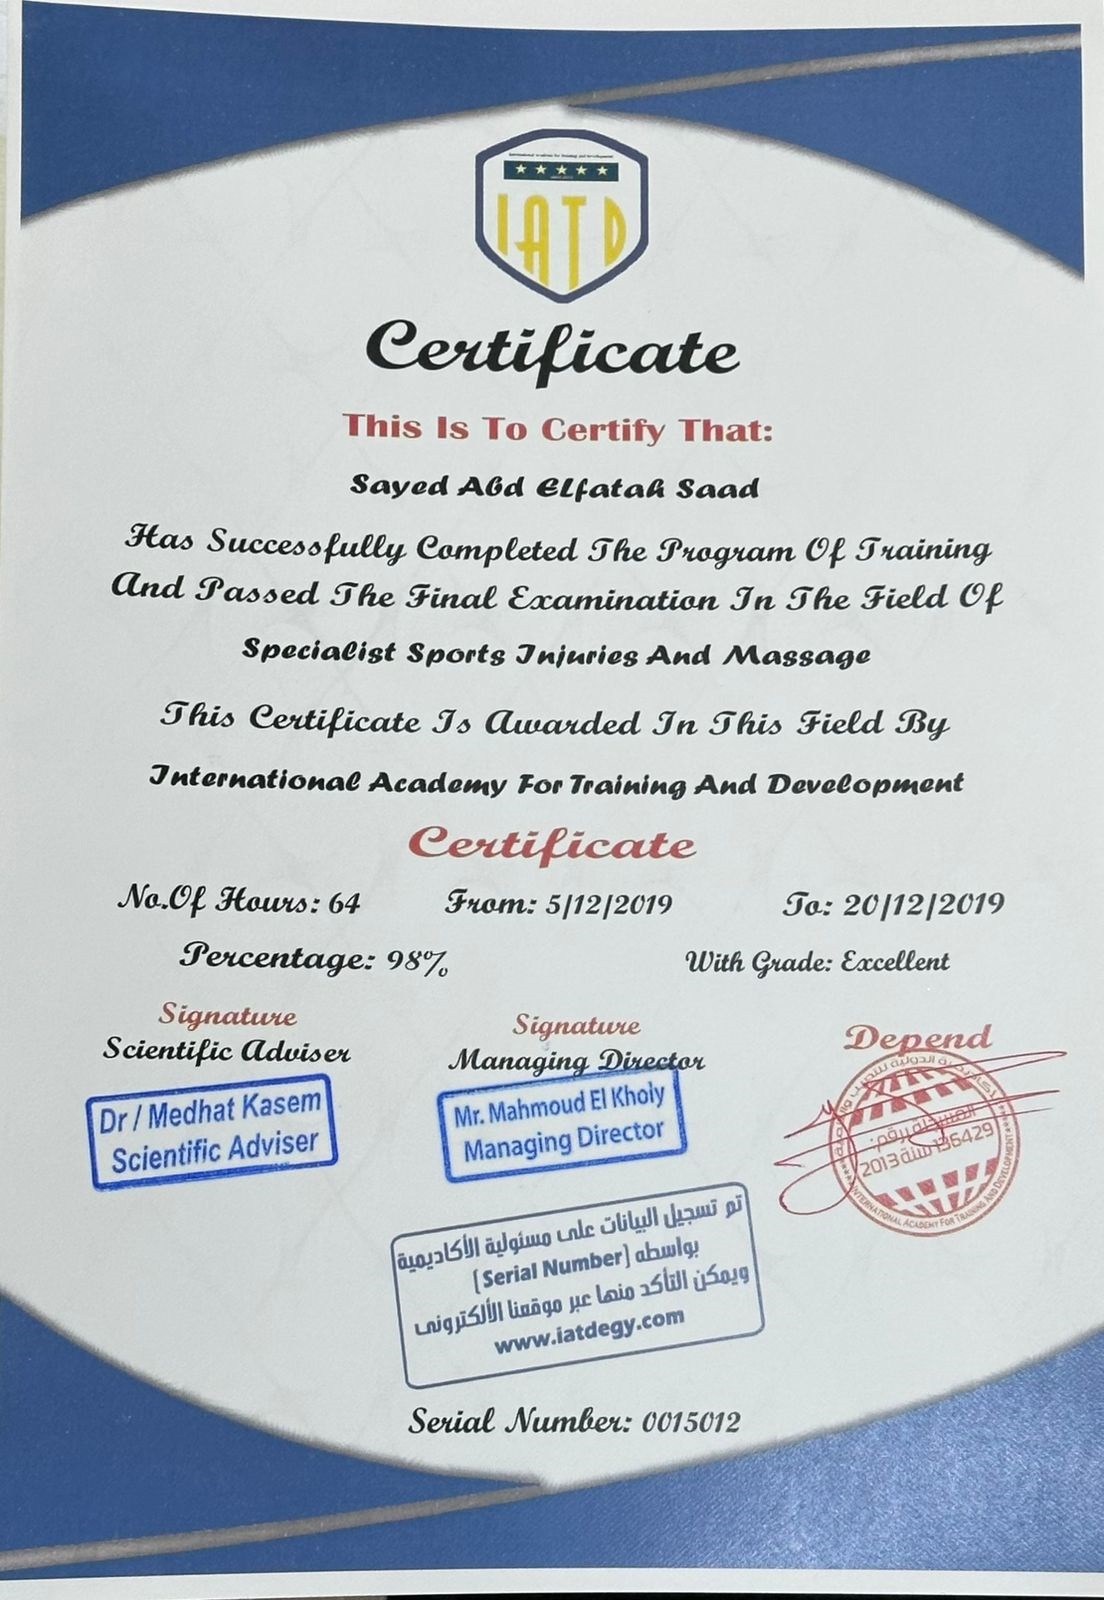 International Academy for Training and Development
IATD
Certificate
This Is To Certify That:
Sayed Abd Elfatah Saad
Has Successfully Completed The Program Of Training
And Passed The Final Examination In The Field Of
Specialist Sports Injuries And Massage
This Certificate Is Awarded In This Field By
International Academy For Training And Development
Certificate
No.Of Hours: 64 From: 5/12/2019 To: 20/12/2019
Percentage: 98% With Grade: Excellent
Signature
Scientific Adviser
Dr / Medhat Kasem
Scientific Adviser
Signature
Managing Director
Mr. Mahmoud El Kholy
Managing Director
Depend
المسجلة برقم:
136429 لسنة 2013
INTERNATIONAL ACADEMY FOR TRAINING AND DEVELOPMENT
تم تسجيل البيانات على مسئولية الأكاديمية
بواسطه (Serial Number)
ويمكن التأكد منها عبر موقعنا الألكترونى
www.iatdegy.com
Serial Number: 0015012